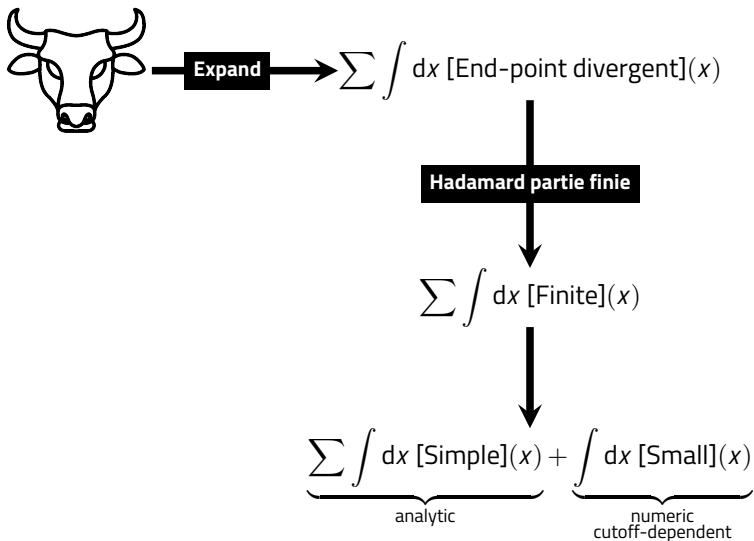 Expand
∑ ∫ dx [End-point divergent](x)
Hadamard partie finie
∑ ∫ dx [Finite](x)
∑ ∫ dx [Simple](x) + ∫ dx [Small](x)
analytic
numeric
cutoff-dependent